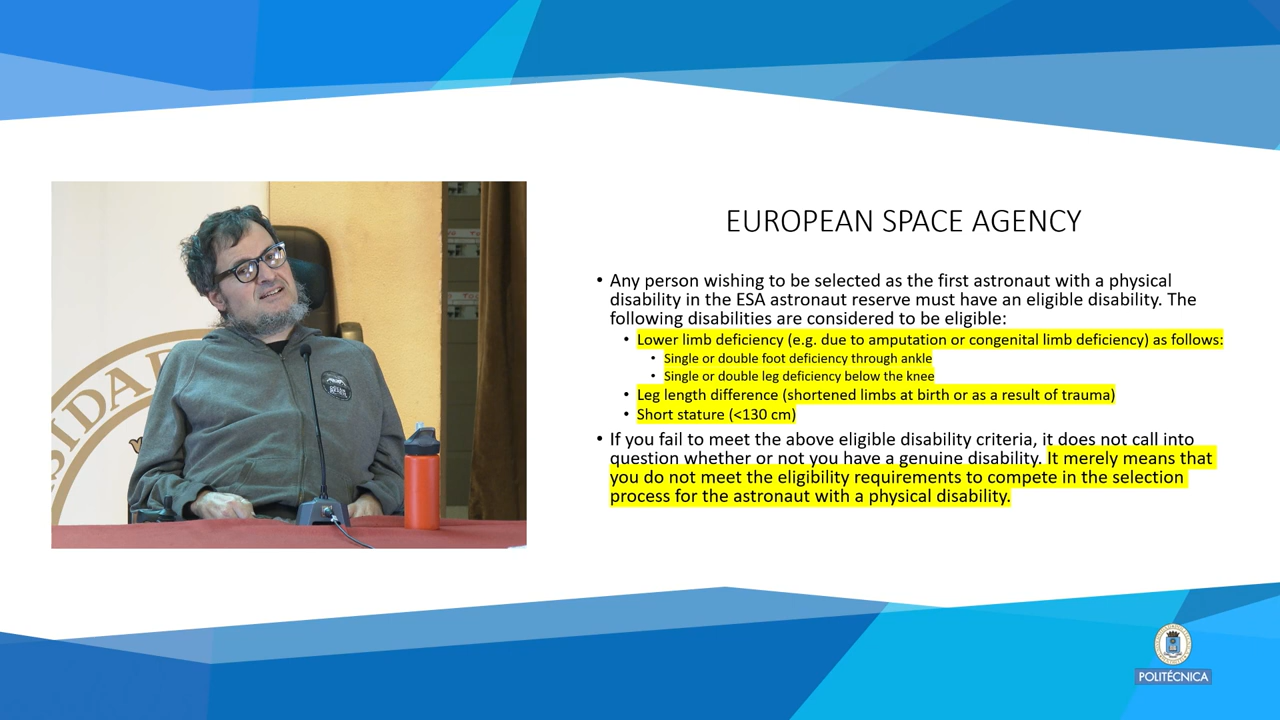 EUROPEAN SPACE AGENCY
• Any person wishing to be selected as the first astronaut with a physical
disability in the ESA astronaut reserve must have an eligible disability. The
following disabilities are considered to be eligible:
• Lower limb deficiency (e.g. due to amputation or congenital limb deficiency) as follows:
• Single or double foot deficiency through ankle
• Single or double leg deficiency below the knee
• Leg length difference (shortened limbs at birth or as a result of trauma)
• Short stature (<130 cm)
• If you fail to meet the above eligible disability criteria, it does not call into
question whether or not you have a genuine disability. It merely means that
you do not meet the eligibility requirements to compete in the selection
process for the astronaut with a physical disability.
SIDA
POLITÉCNICA